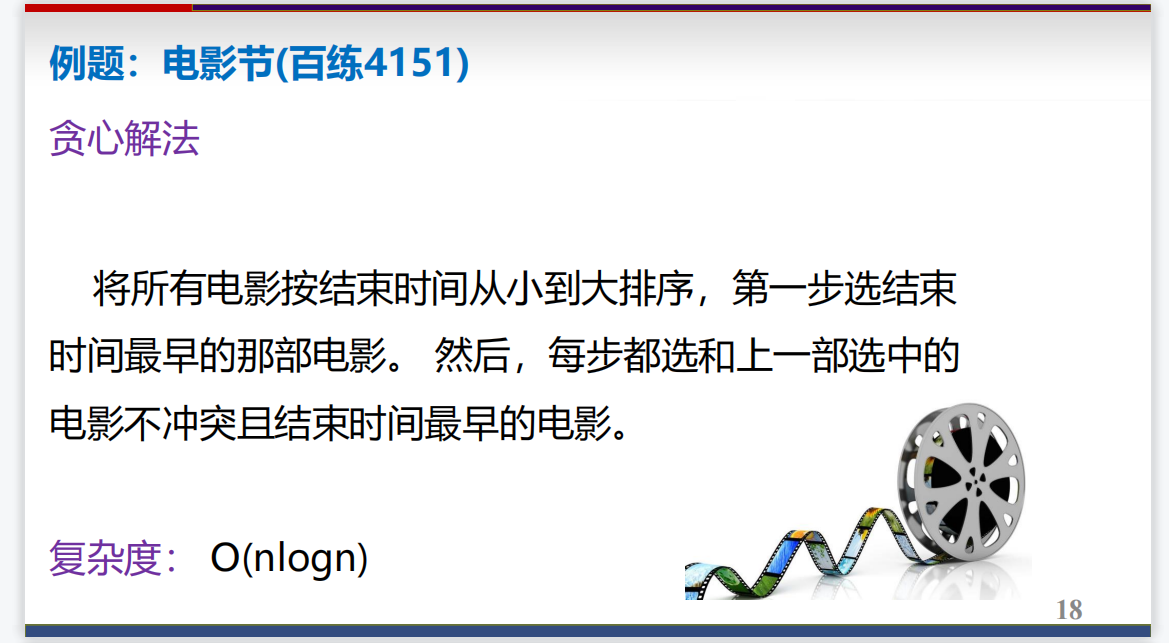 例题：电影节(百练4151)
贪心解法
将所有电影按结束时间从小到大排序，第一步选结束
时间最早的那部电影。 然后，每步都选和上一部选中的
电影不冲突且结束时间最早的电影。
复杂度： O(nlogn)
18